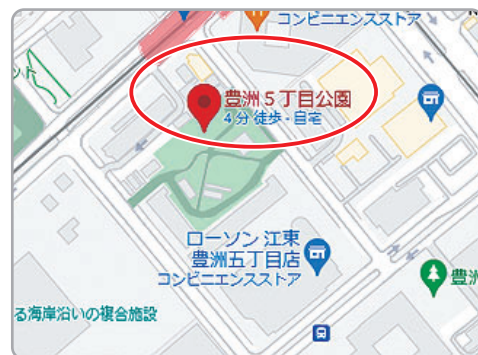 コンビニエンスストア
豊洲5丁目公園
4分 徒歩・自宅
ローソン 江東
豊洲五丁目店
コンビニエンスストア
豊洲
る海岸沿いの複合施設